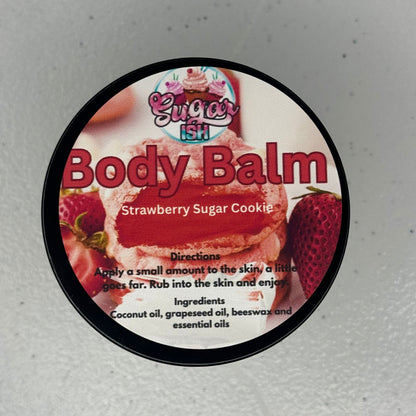 Sugar
ISH
Body Balm
Strawberry Sugar Cookie
Directions
Apply a small amount to the skin, a little
goes far. Rub into the skin and enjoy.
Ingredients
Coconut oil, grapeseed oil, beeswax and
essential oils